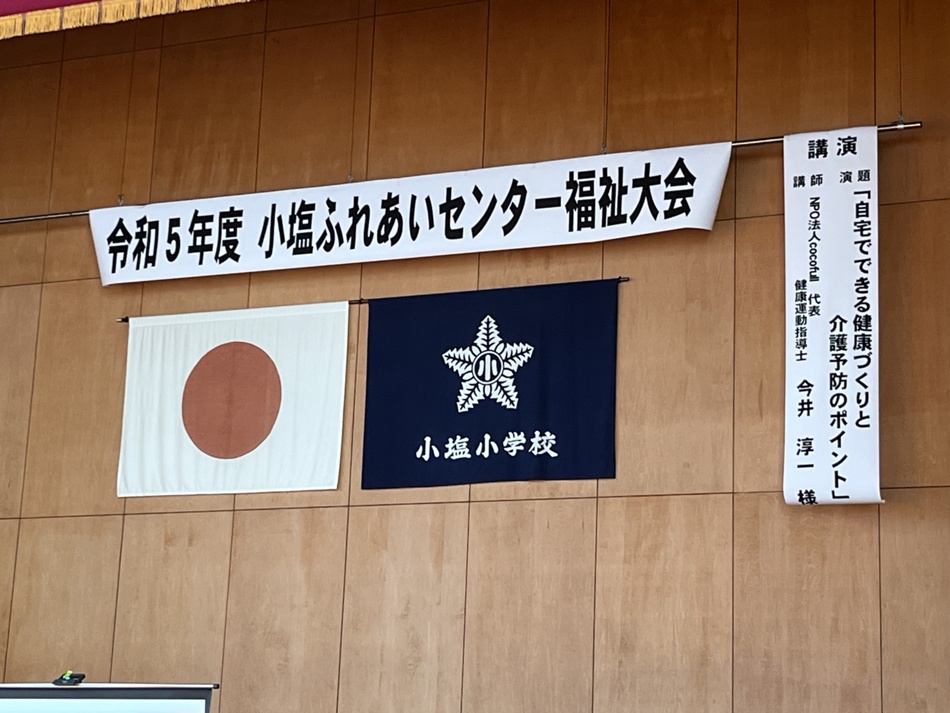 令和5年度 小塩ふれあいセンター福祉大会
小
小塩小学校
講演
演題「自宅でできる健康づくりと
介護予防のポイント」
講師 NPO法人cocofull 代表
健康運動指導士 今井 淳一 様